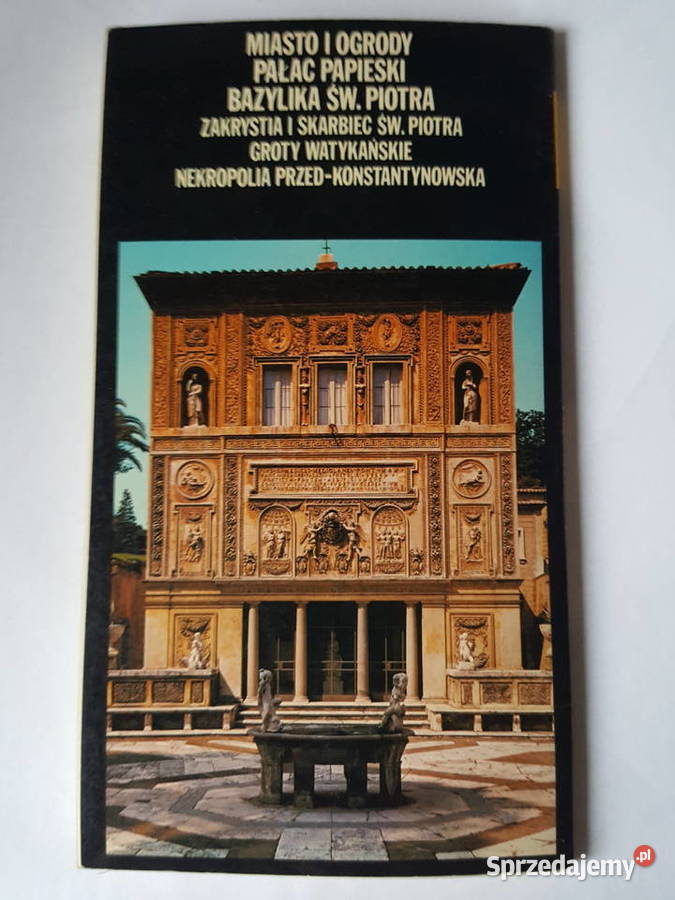 MIASTO I OGRODY
PAŁAC PAPIESKI
BAZYLIKA ŚW. PIOTRA
ZAKRYSTIA I SKARBIEC ŚW. PIOTRA
GROTY WATYKAŃSKIE
NEKROPOLIA PRZED-KONSTANTYNOWSKA
Sprzedajemy.pl